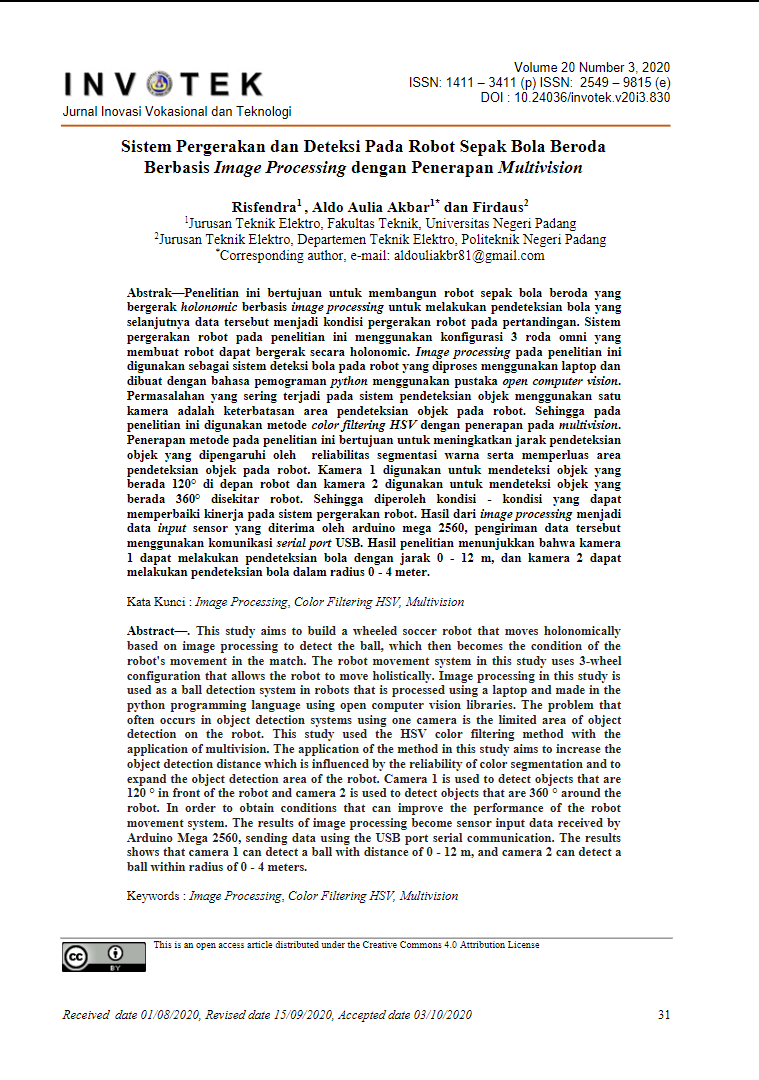 INVOTEK
Jurnal Inovasi Vokasional dan Teknologi
Volume 20 Number 3, 2020
ISSN: 1411 – 3411 (p) ISSN: 2549 – 9815 (e)
DOI : 10.24036/invotek.v20i3.830
Sistem Pergerakan dan Deteksi Pada Robot Sepak Bola Beroda
Berbasis Image Processing dengan Penerapan Multivision
Risfendra1 , Aldo Aulia Akbar1* dan Firdaus2
1Jurusan Teknik Elektro, Fakultas Teknik, Universitas Negeri Padang
2Jurusan Teknik Elektro, Departemen Teknik Elektro, Politeknik Negeri Padang
*Corresponding author, e-mail: aldouliakbr81@gmail.com
Abstrak—Penelitian ini bertujuan untuk membangun robot sepak bola beroda yang
bergerak holonomic berbasis image processing untuk melakukan pendeteksian bola yang
selanjutnya data tersebut menjadi kondisi pergerakan robot pada pertandingan. Sistem
pergerakan robot pada penelitian ini menggunakan konfigurasi 3 roda omni yang
membuat robot dapat bergerak secara holonomic. Image processing pada penelitian ini
digunakan sebagai sistem deteksi bola pada robot yang diproses menggunakan laptop dan
dibuat dengan bahasa pemograman python menggunakan pustaka open computer vision.
Permasalahan yang sering terjadi pada sistem pendeteksian objek menggunakan satu
kamera adalah keterbatasan area pendeteksian objek pada robot. Sehingga pada
penelitian ini digunakan metode color filtering HSV dengan penerapan pada multivision.
Penerapan metode pada penelitian ini bertujuan untuk meningkatkan jarak pendeteksian
objek yang dipengaruhi oleh reliabilitas segmentasi warna serta memperluas area
pendeteksian objek pada robot. Kamera 1 digunakan untuk mendeteksi objek yang
berada 120° di depan robot dan kamera 2 digunakan untuk mendeteksi objek yang
berada 360° disekitar robot. Sehingga diperoleh kondisi - kondisi yang dapat
memperbaiki kinerja pada sistem pergerakan robot. Hasil dari image processing menjadi
data input sensor yang diterima oleh arduino mega 2560, pengiriman data tersebut
menggunakan komunikasi serial port USB. Hasil penelitian menunjukkan bahwa kamera
1 dapat melakukan pendeteksian bola dengan jarak 0 - 12 m, dan kamera 2 dapat
melakukan pendeteksian bola dalam radius 0 - 4 meter.
Kata Kunci : Image Processing, Color Filtering HSV, Multivision
Abstract—. This study aims to build a wheeled soccer robot that moves holonomically
based on image processing to detect the ball, which then becomes the condition of the
robot's movement in the match. The robot movement system in this study uses 3-wheel
configuration that allows the robot to move holistically. Image processing in this study is
used as a ball detection system in robots that is processed using a laptop and made in the
python programming language using open computer vision libraries. The problem that
often occurs in object detection systems using one camera is the limited area of object
detection on the robot. This study used the HSV color filtering method with the
application of multivision. The application of the method in this study aims to increase the
object detection distance which is influenced by the reliability of color segmentation and to
expand the object detection area of the robot. Camera 1 is used to detect objects that are
120 ° in front of the robot and camera 2 is used to detect objects that are 360 ° around the
robot. In order to obtain conditions that can improve the performance of the robot
movement system. The results of image processing become sensor input data received by
Arduino Mega 2560, sending data using the USB port serial communication. The results
shows that camera 1 can detect a ball with distance of 0 - 12 m, and camera 2 can detect a
ball within radius of 0 - 4 meters.
Keywords : Image Processing, Color Filtering HSV, Multivision
cc BY
This is an open access article distributed under the Creative Commons 4.0 Attribution License
Received date 01/08/2020, Revised date 15/09/2020, Accepted date 03/10/2020
31